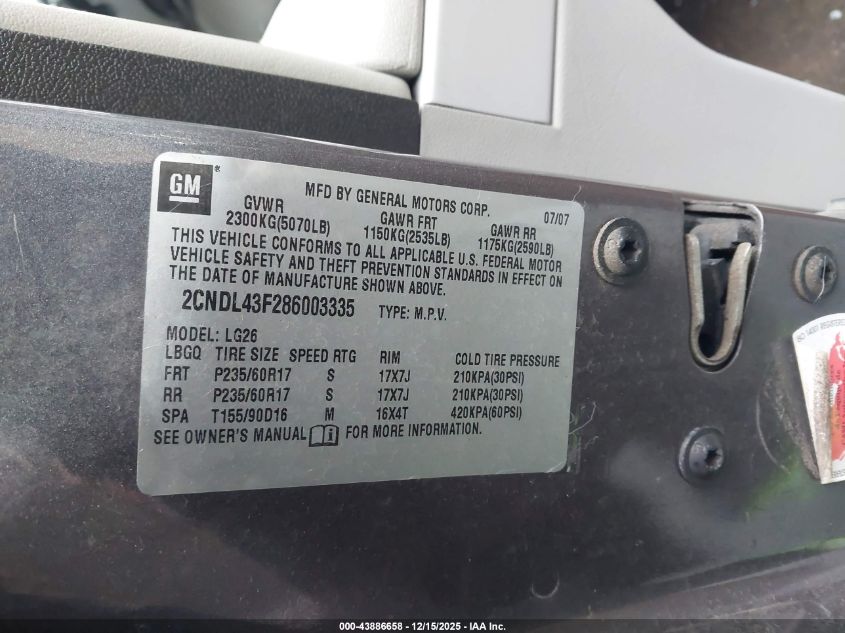 GM
®
MFD BY GENERAL MOTORS CORP. 07/07
GVWR GAWR FRT GAWR RR
2300KG(5070LB) 1150KG(2535LB) 1175KG(2590LB)
THIS VEHICLE CONFORMS TO ALL APPLICABLE U.S. FEDERAL MOTOR
VEHICLE SAFETY AND THEFT PREVENTION STANDARDS IN EFFECT ON
THE DATE OF MANUFACTURE SHOWN ABOVE.
2CNDL43F286003335 TYPE: M.P.V.
MODEL: LG26
LBGQ TIRE SIZE SPEED RTG RIM COLD TIRE PRESSURE
FRT P235/60R17 S 17X7J 210KPA(30PSI)
RR P235/60R17 S 17X7J 210KPA(30PSI)
SPA T155/90D16 M 16X4T 420KPA(60PSI)
SEE OWNER'S MANUAL FOR MORE INFORMATION.
000-43886658 - 12/15/2025 - IAA Inc.